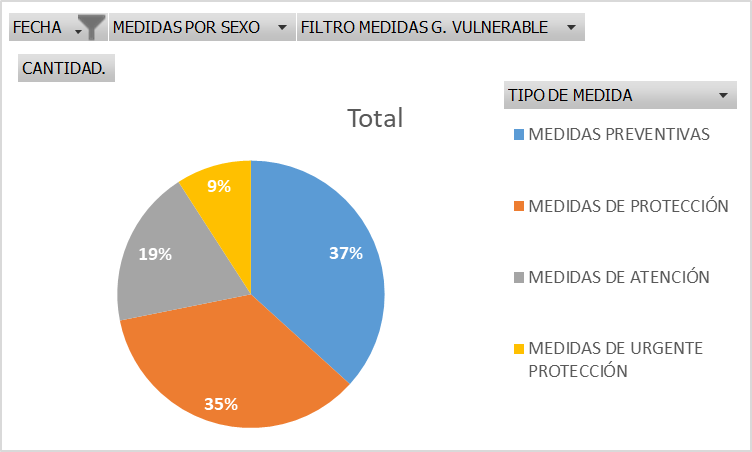 FECHA
MEDIDAS POR SEXO
FILTRO MEDIDAS G. VULNERABLE
CANTIDAD.
TIPO DE MEDIDA
Total
MEDIDAS PREVENTIVAS
MEDIDAS DE PROTECCIÓN
MEDIDAS DE ATENCIÓN
MEDIDAS DE URGENTE
PROTECCIÓN
9%
37%
19%
35%